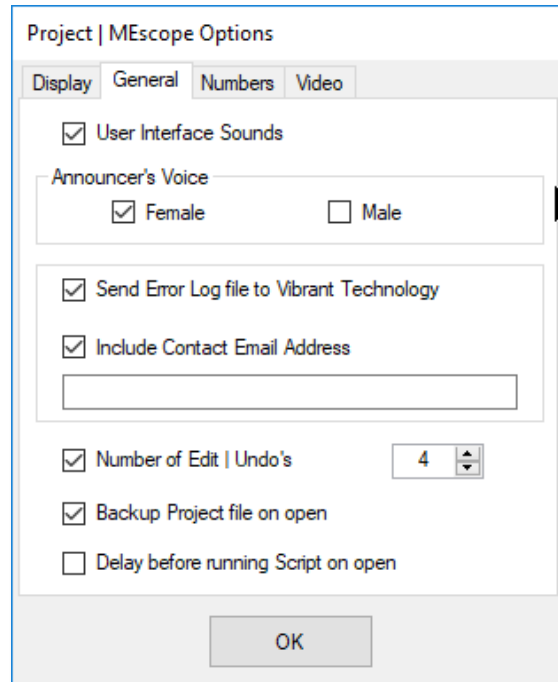 Project | MEscope Options
Display General Numbers Video
User Interface Sounds
Announcer's Voice
Female Male
Send Error Log file to Vibrant Technology
Include Contact Email Address
Number of Edit | Undo's 4
Backup Project file on open
Delay before running Script on open
OK